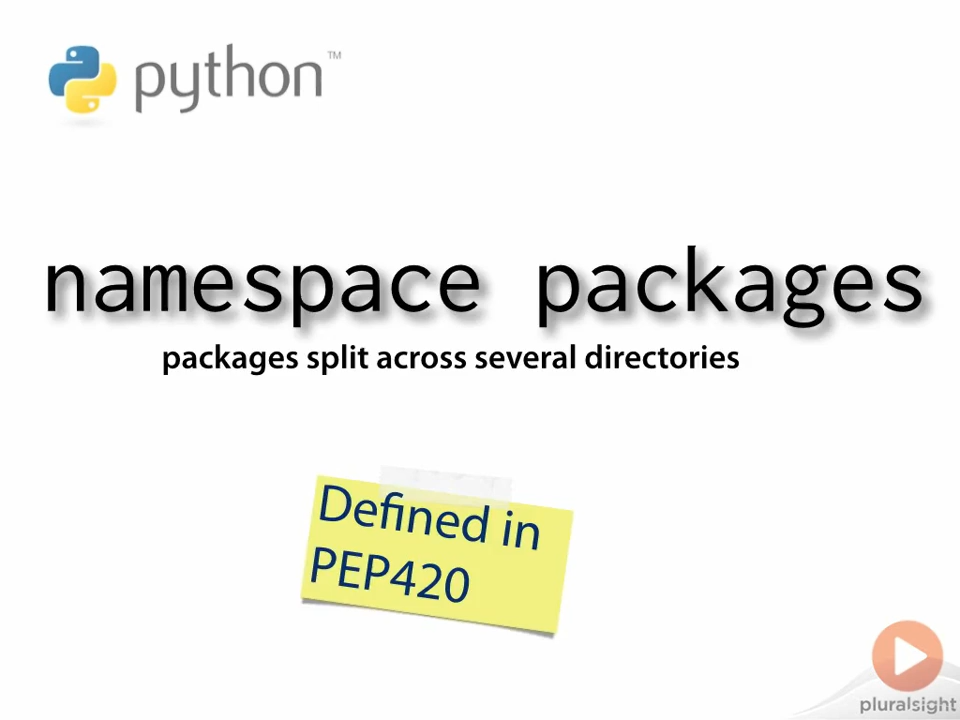 python™
namespace packages
packages split across several directories
Defined in
PEP420
pluralsight